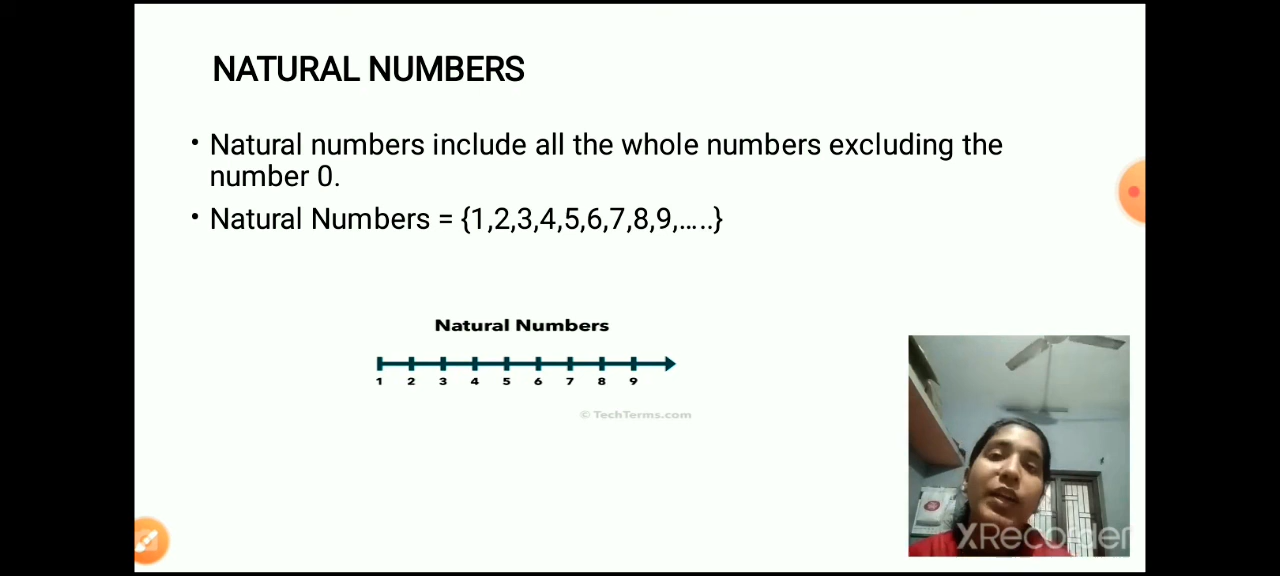 NATURAL NUMBERS
• Natural numbers include all the whole numbers excluding the
number 0.
• Natural Numbers = {1,2,3,4,5,6,7,8,9,.....}
Natural Numbers
1 2 3 4 5 6 7 8 9
© TechTerms.com
XRecorder